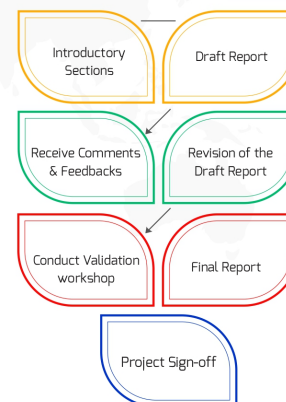 Introductory
Sections
Draft Report
Receive Comments
& Feedbacks
Revision of the
Draft Report
Conduct Validation
workshop
Final Report
Project Sign-off